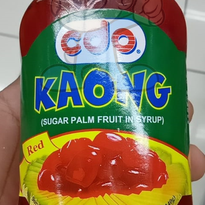 cdo®
KAONG
(SUGAR PALM FRUIT IN SYRUP)
Red